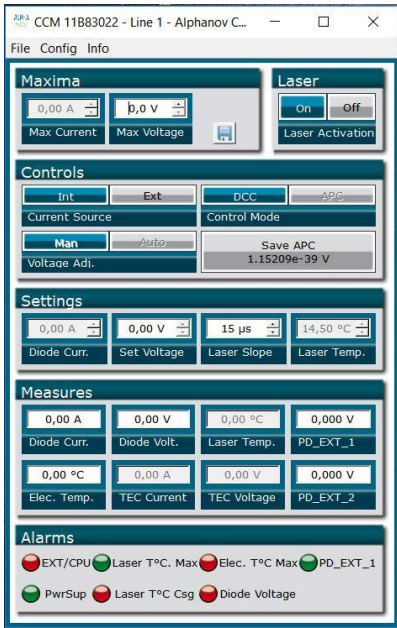 CCM 11B83022 - Line 1 - Alphanov C...
File Config Info
Maxima
0,00 A 0,0 V
Max Current Max Voltage
Laser
On Off
Laser Activation
Controls
Int Ext DCC APC
Current Source Control Mode
Man Auto Save APC
1.15209e-39 V
Voltage Adj.
Settings
0,00 A 0,00 V 15 µs 14,50 °C
Diode Curr. Set Voltage Laser Slope Laser Temp.
Measures
0,00 A 0,00 V 0,00 °C 0,000 V
Diode Curr. Diode Volt. Laser Temp. PD_EXT_1
0,00 °C 0,00 A 0,00 V 0,000 V
Elec. Temp. TEC Current TEC Voltage PD_EXT_2
Alarms
EXT/CPU Laser T°C. Max Elec. T°C Max PD_EXT_1
PwrSup Laser T°C Csg Diode Voltage